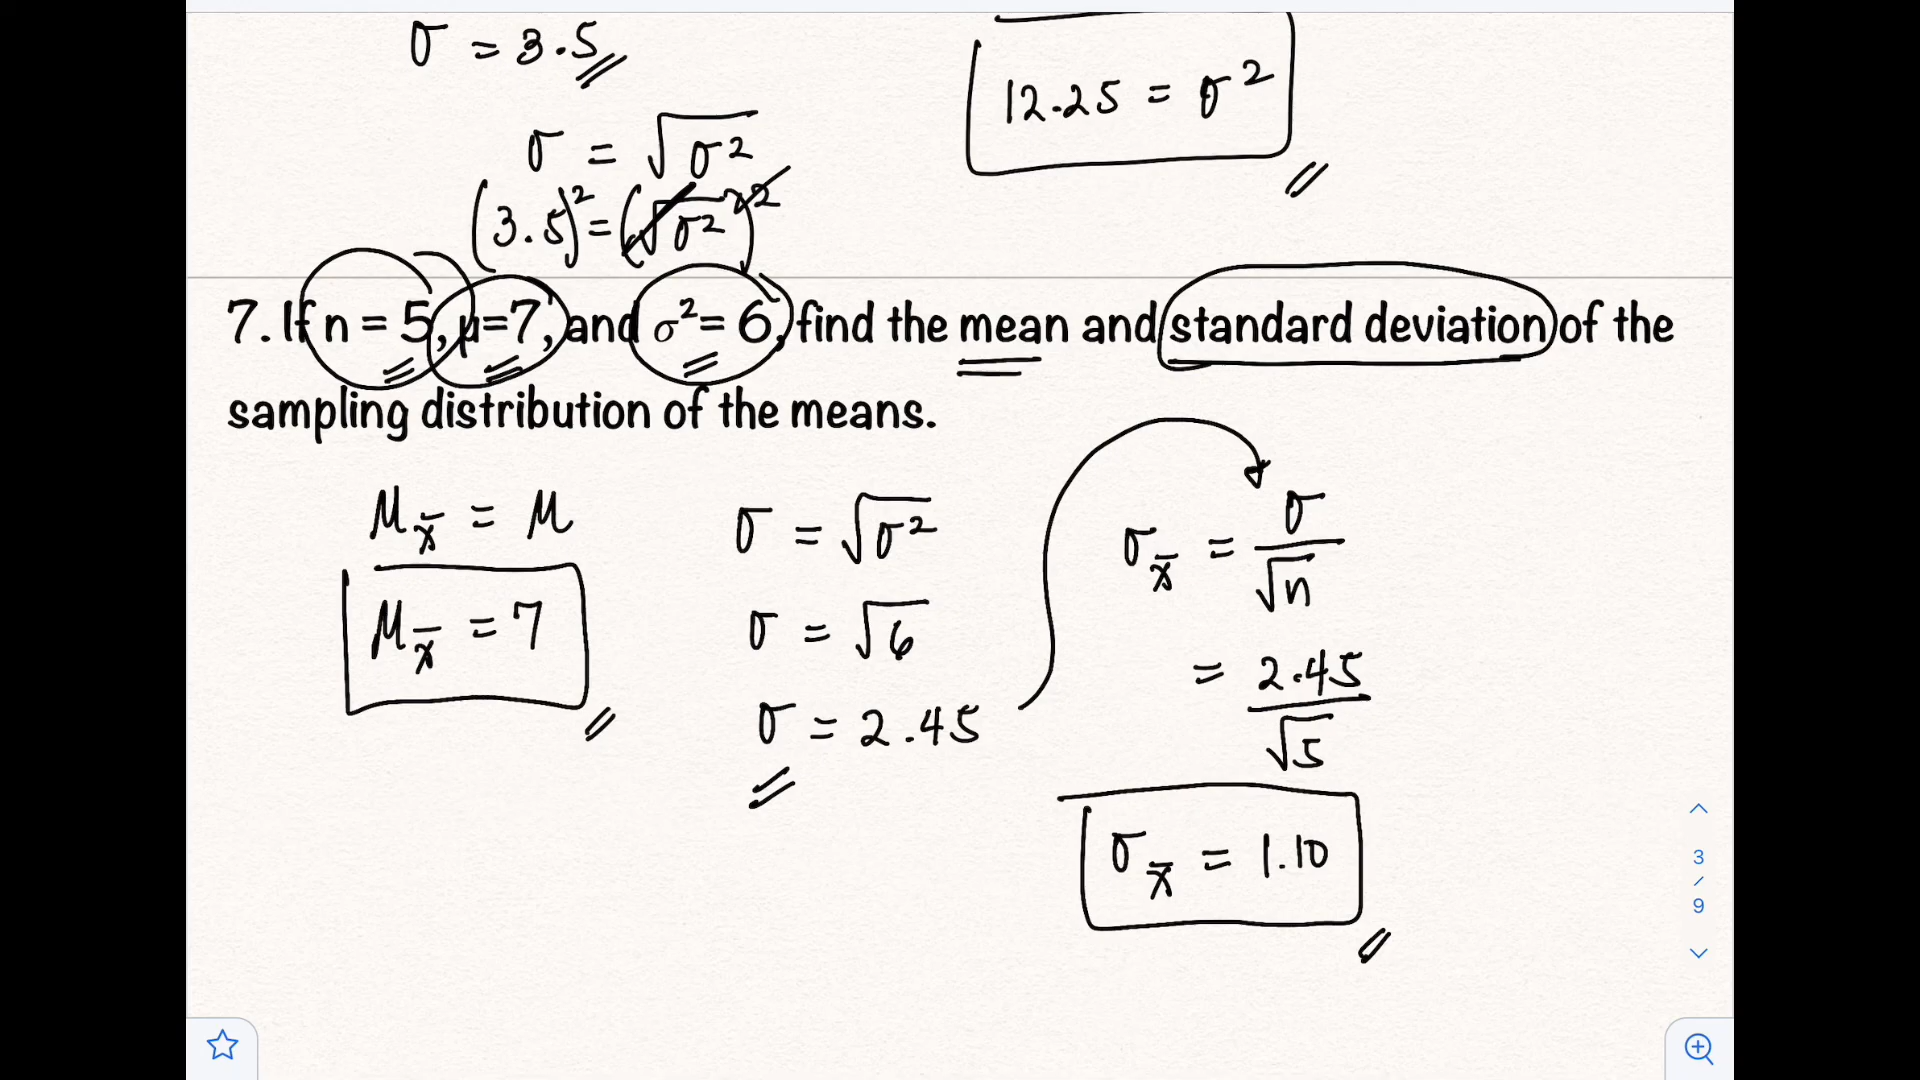 σ = 3.5
12.25 = σ²
σ = √σ²
(3.5)² = (√σ²)²
7. If n = 5, μ=7, and σ²= 6, find the mean and standard deviation of the
sampling distribution of the means.
μx̄ = μ
μx̄ = 7
σ = √σ²
σ = √6
σ = 2.45
σx̄ = σ/√n
= 2.45/√5
σx̄ = 1.10
3
/
9